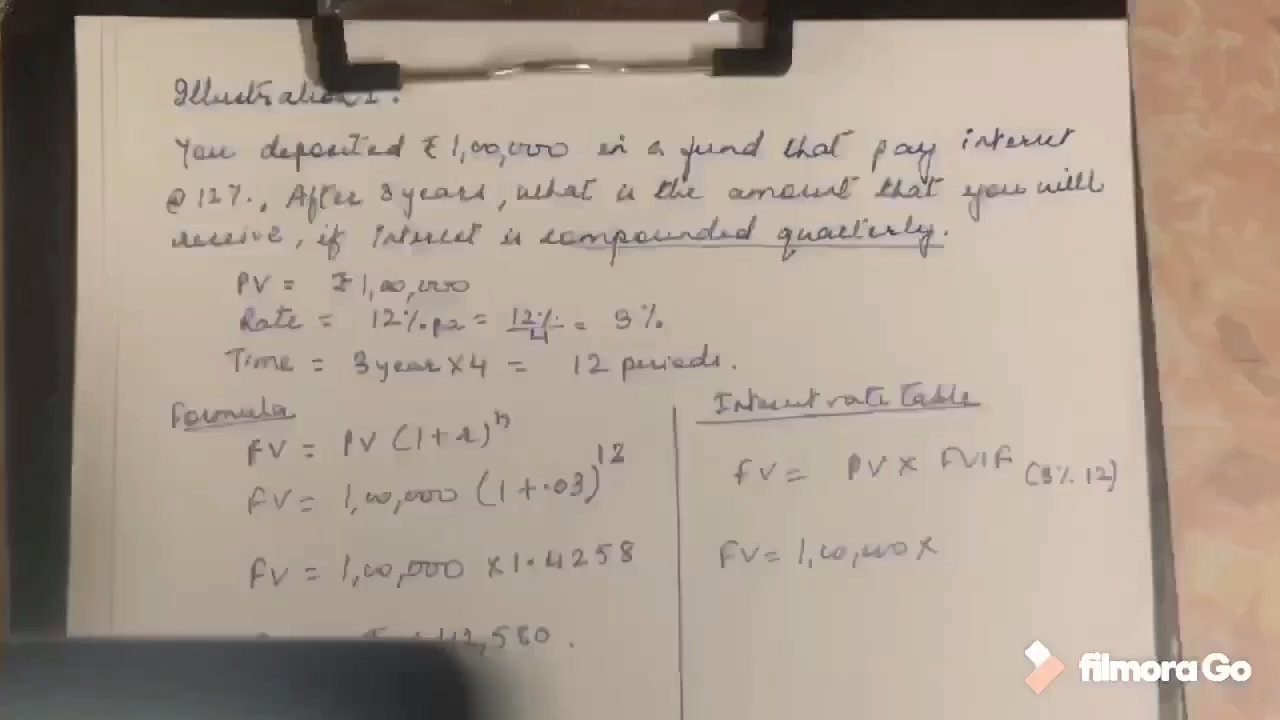 Illustration 1.
You deposited ₹ 1,00,000 in a fund that pay interest
@ 12%., After 3 years, what is the amount that you will
receive, if interest is compounded quarterly.
PV = ₹ 1,00,000
Rate = 12% pa = 12%/4 = 3%
Time = 3 year × 4 = 12 periods.
Formula
FV = PV (1+r)^n
FV = 1,00,000 (1+.03)^12
FV = 1,00,000 × 1.4258
42,580.
Interest rate table
FV = PV × FVIF (3% 12)
FV = 1,00,000 ×
filmora Go